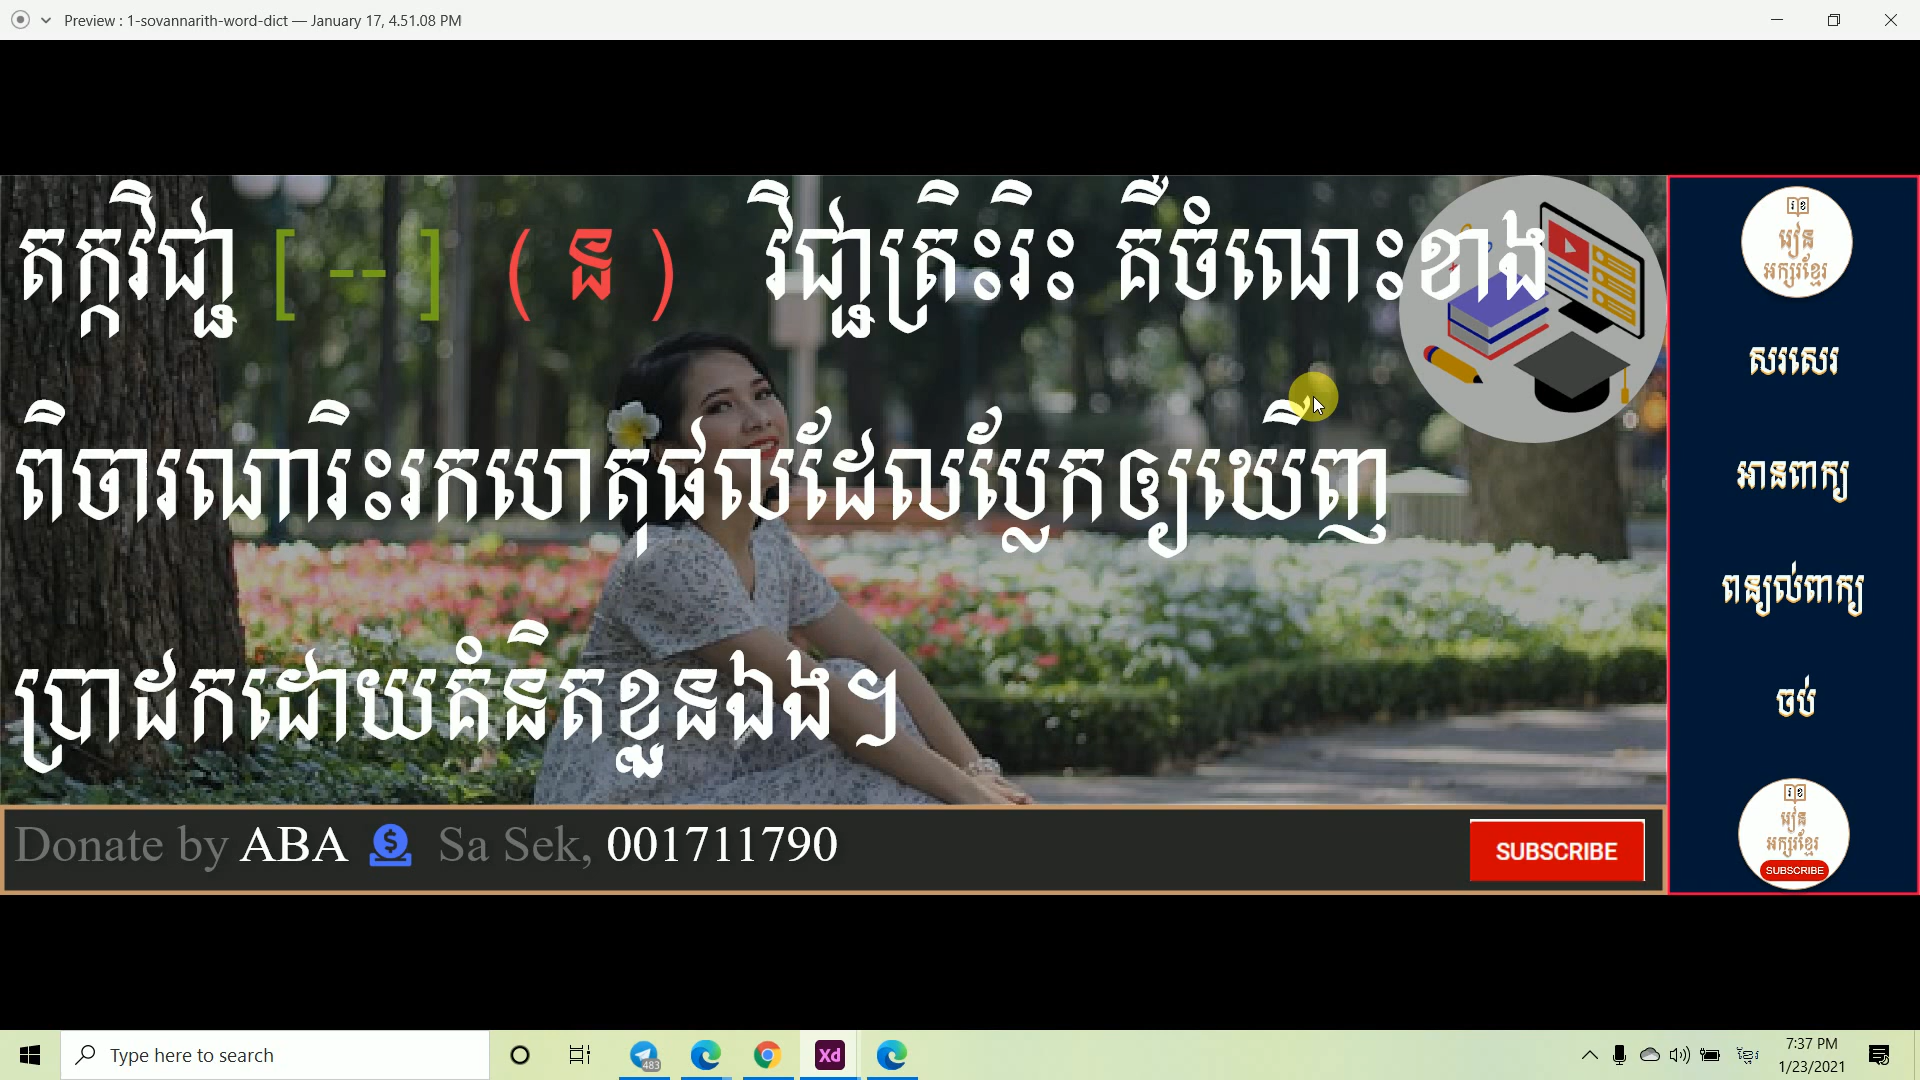 Preview : 1-sovannarith-word-dict — January 17, 4.51.08 PM
តក្កវិជ្ជា [ -- ] ( ន ) វិជ្ជាត្រិះរិះ គឺចំណេះខាង
ពិចារណារិះរកហេតុផលដែលប្លែកឲ្យឃើញ
ប្រាដកដោយគំនិតខ្លួនឯង។
រៀន
អក្សរខ្មែរ
សរសេរ
អានពាក្យ
ពន្យល់ពាក្យ
ចប់
រៀន
អក្សរខ្មែរ
SUBSCRIBE
Donate by ABA Sa Sek, 001711790
SUBSCRIBE
Type here to search
483
Xd
ខ្មែរ
7:37 PM
1/23/2021